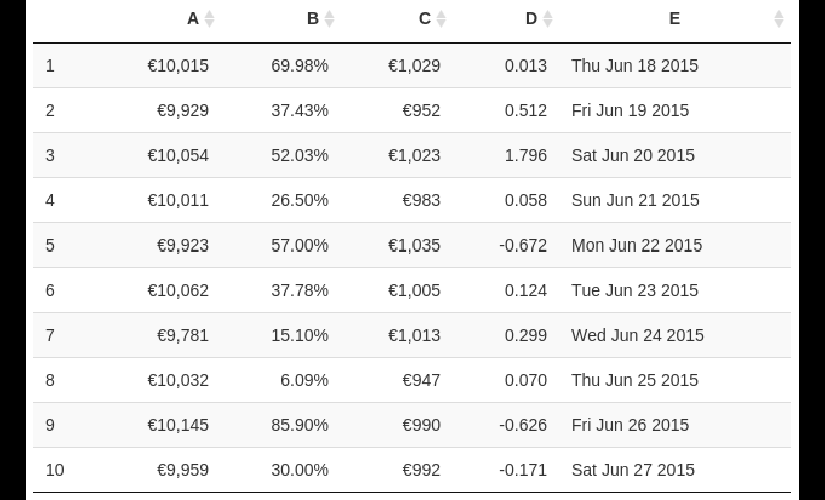 A B C D E
1 €10,015 69.98% €1,029 0.013 Thu Jun 18 2015
2 €9,929 37.43% €952 0.512 Fri Jun 19 2015
3 €10,054 52.03% €1,023 1.796 Sat Jun 20 2015
4 €10,011 26.50% €983 0.058 Sun Jun 21 2015
5 €9,923 57.00% €1,035 -0.672 Mon Jun 22 2015
6 €10,062 37.78% €1,005 0.124 Tue Jun 23 2015
7 €9,781 15.10% €1,013 0.299 Wed Jun 24 2015
8 €10,032 6.09% €947 0.070 Thu Jun 25 2015
9 €10,145 85.90% €990 -0.626 Fri Jun 26 2015
10 €9,959 30.00% €992 -0.171 Sat Jun 27 2015